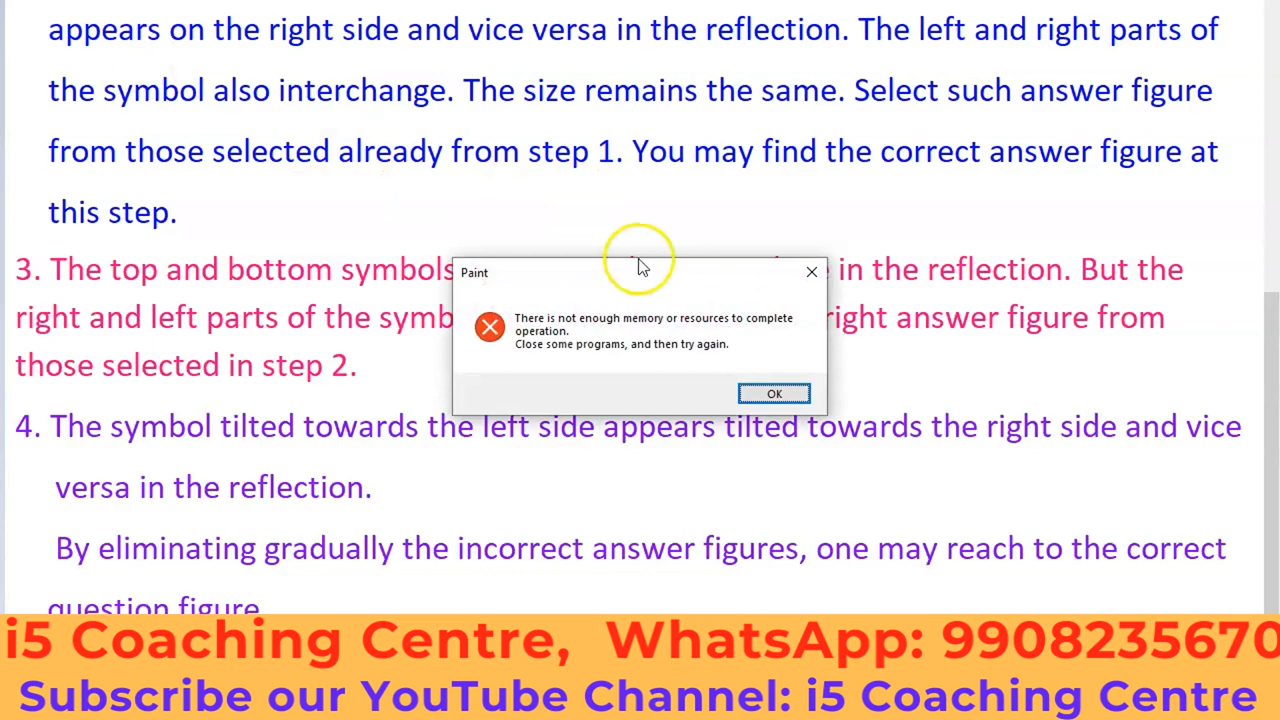 appears on the right side and vice versa in the reflection. The left and right parts of
the symbol also interchange. The size remains the same. Select such answer figure
from those selected already from step 1. You may find the correct answer figure at
this step.
3. The top and bottom symbols in the reflection. But the
right and left parts of the right answer figure from
those selected in step 2.
Paint
There is not enough memory or resources to complete
operation.
Close some programs, and then try again.
OK
4. The symbol tilted towards the left side appears tilted towards the right side and vice
versa in the reflection.
By eliminating gradually the incorrect answer figures, one may reach to the correct
question figure
i5 Coaching Centre, WhatsApp: 9908235670
Subscribe our YouTube Channel: i5 Coaching Centre